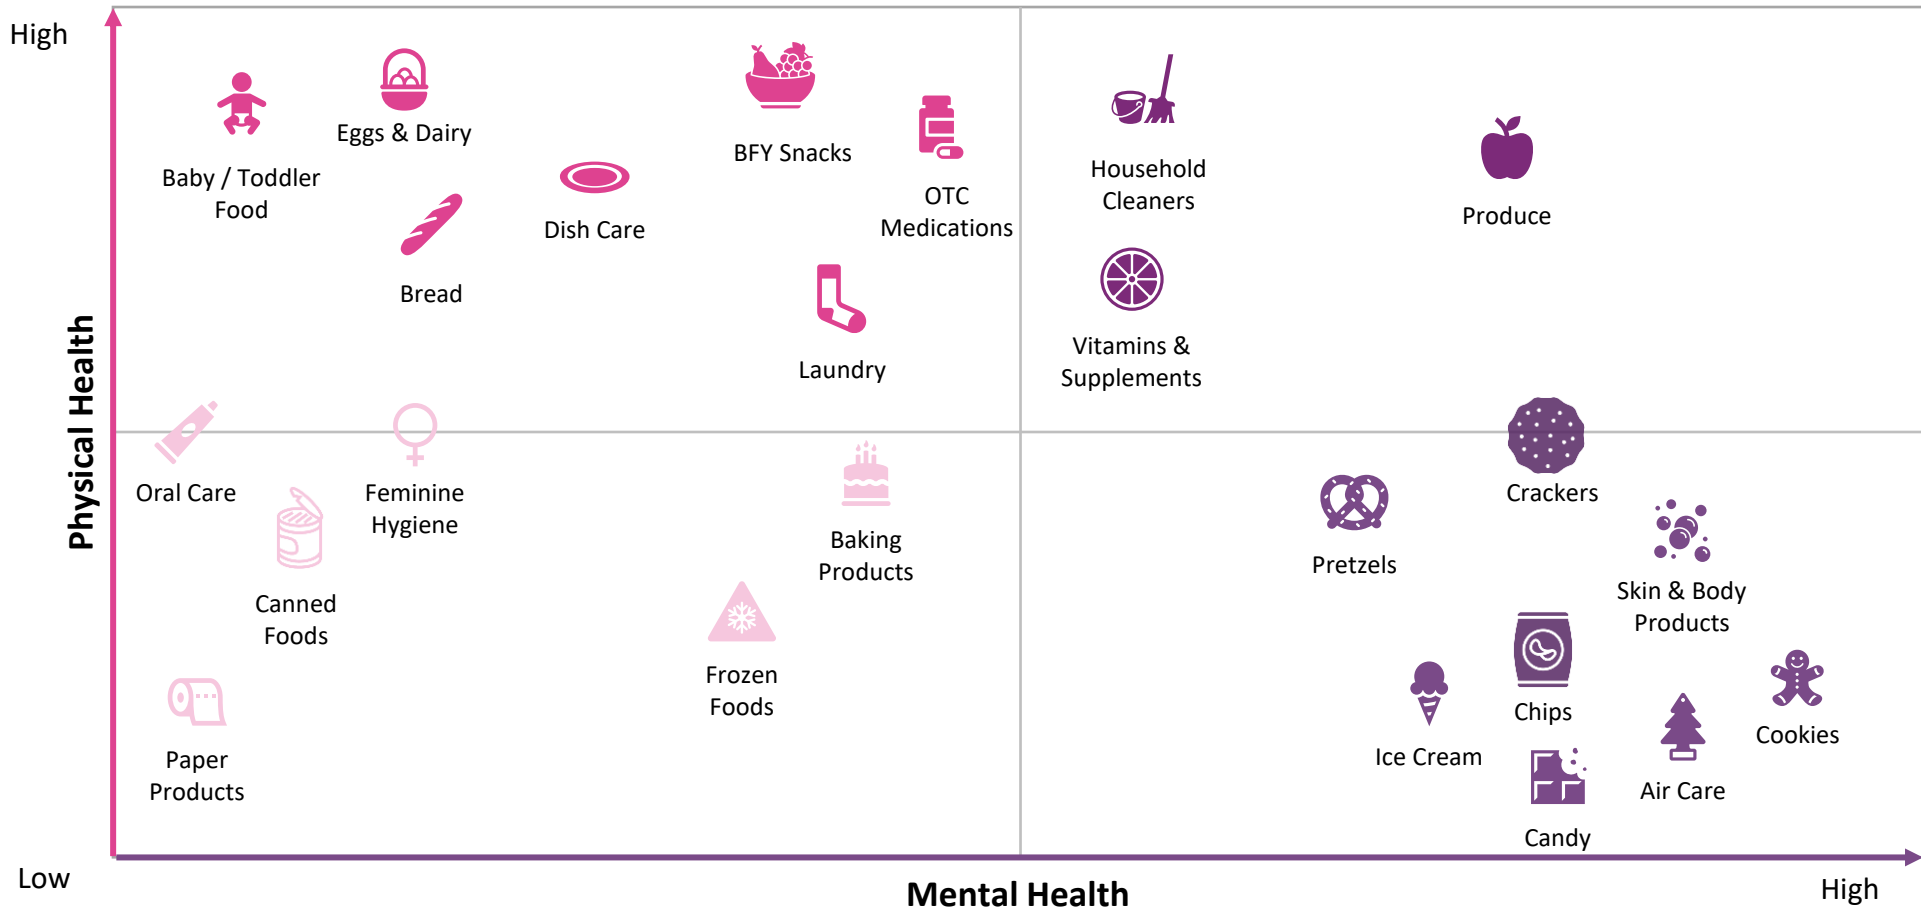 High
Eggs & Dairy
BFY Snacks
Baby / Toddler
Food
Household
Cleaners
OTC
Medications
Produce
Dish Care
Bread
Vitamins &
Supplements
Laundry
Physical Health
Oral Care
Feminine
Hygiene
Crackers
Baking
Products
Pretzels
Canned
Foods
Skin & Body
Products
Frozen
Foods
Chips
Cookies
Ice Cream
Paper
Products
Air Care
Candy
Low
Mental Health
High